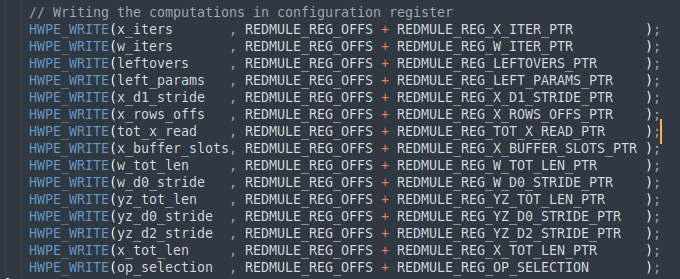 // Writing the computations in configuration register
HWPE_WRITE(x_iters       , REDMULE_REG_OFFS + REDMULE_REG_X_ITER_PTR         );
HWPE_WRITE(w_iters       , REDMULE_REG_OFFS + REDMULE_REG_W_ITER_PTR         );
HWPE_WRITE(leftovers     , REDMULE_REG_OFFS + REDMULE_REG_LEFTOVERS_PTR      );
HWPE_WRITE(left_params   , REDMULE_REG_OFFS + REDMULE_REG_LEFT_PARAMS_PTR    );
HWPE_WRITE(x_d1_stride   , REDMULE_REG_OFFS + REDMULE_REG_X_D1_STRIDE_PTR    );
HWPE_WRITE(x_rows_offs   , REDMULE_REG_OFFS + REDMULE_REG_X_ROWS_OFFS_PTR    );
HWPE_WRITE(tot_x_read    , REDMULE_REG_OFFS + REDMULE_REG_TOT_X_READ_PTR     );
HWPE_WRITE(x_buffer_slots, REDMULE_REG_OFFS + REDMULE_REG_X_BUFFER_SLOTS_PTR );
HWPE_WRITE(w_tot_len     , REDMULE_REG_OFFS + REDMULE_REG_W_TOT_LEN_PTR      );
HWPE_WRITE(w_d0_stride   , REDMULE_REG_OFFS + REDMULE_REG_W_D0_STRIDE_PTR    );
HWPE_WRITE(yz_tot_len    , REDMULE_REG_OFFS + REDMULE_REG_YZ_TOT_LEN_PTR     );
HWPE_WRITE(yz_d0_stride  , REDMULE_REG_OFFS + REDMULE_REG_YZ_D0_STRIDE_PTR   );
HWPE_WRITE(yz_d2_stride  , REDMULE_REG_OFFS + REDMULE_REG_YZ_D2_STRIDE_PTR   );
HWPE_WRITE(x_tot_len     , REDMULE_REG_OFFS + REDMULE_REG_X_TOT_LEN_PTR      );
HWPE_WRITE(op_selection  , REDMULE_REG_OFFS + REDMULE_REG_OP_SELECTION       );